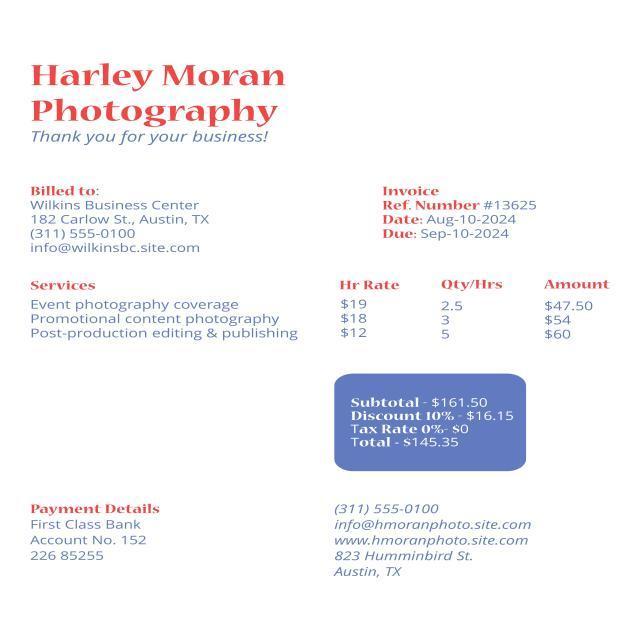 Harley Moran
Photography
Thank you for your business!
Billed to:
Wilkins Business Center
182 Carlow St., Austin, TX
(311) 555-0100
info@wilkinsbc.site.com
Invoice
Ref. Number #13625
Date: Aug-10-2024
Due: Sep-10-2024
Services Hr Rate Qty/Hrs Amount
Event photography coverage $19 2.5 $47.50
Promotional content photography $18 3 $54
Post-production editing & publishing $12 5 $60
Subtotal - $161.50
Discount 10% - $16.15
Tax Rate 0%- $0
Total - $145.35
Payment Details
First Class Bank
Account No. 152
226 85255
(311) 555-0100
info@hmoranphoto.site.com
www.hmoranphoto.site.com
823 Humminbird St.
Austin, TX